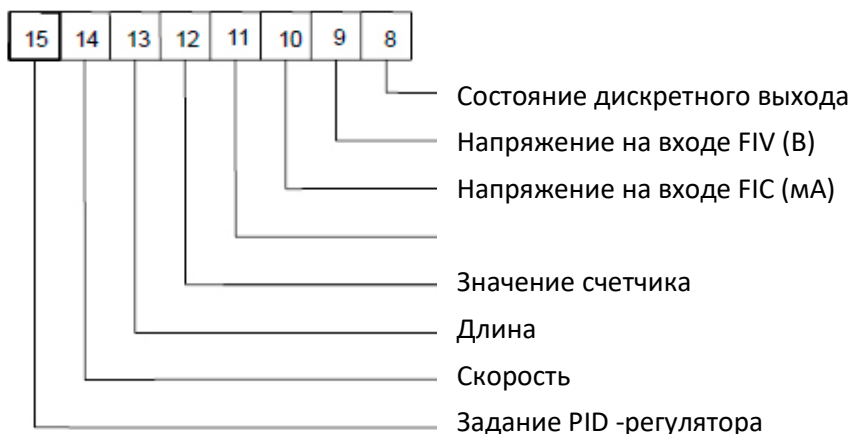 15 14 13 12 11 10 9 8
Состояние дискретного выхода
Напряжение на входе FIV (В)
Напряжение на входе FIC (мА)
Значение счетчика
Длина
Скорость
Задание PID -регулятора